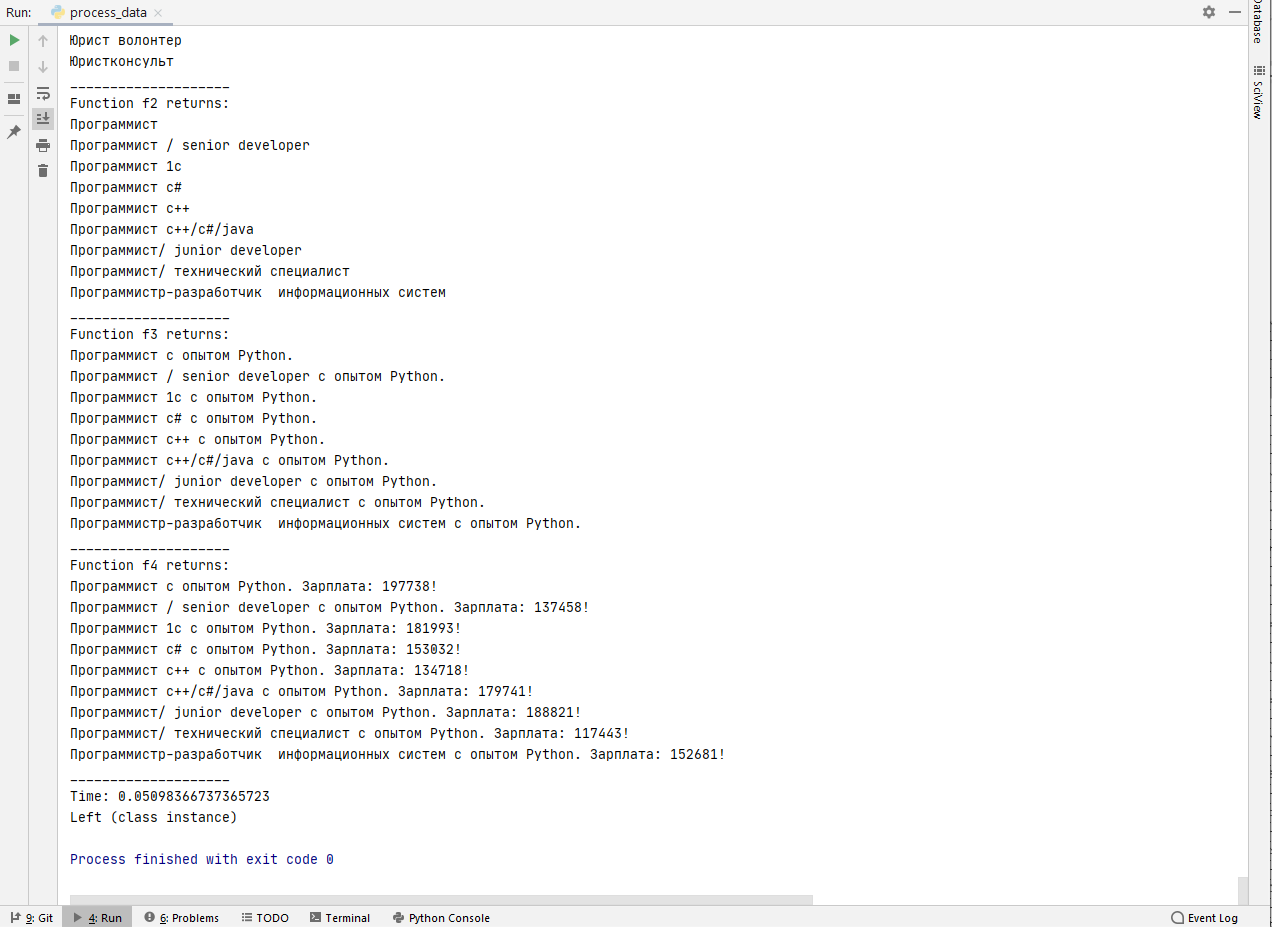 Run: process_data
Database
SciView
Юрист волонтер
Юристконсульт
____________________
Function f2 returns:
Программист
Программист / senior developer
Программист 1с
Программист c#
Программист c++
Программист c++/c#/java
Программист/ junior developer
Программист/ технический специалист
Программистр-разработчик  информационных систем
____________________
Function f3 returns:
Программист с опытом Python.
Программист / senior developer с опытом Python.
Программист 1с с опытом Python.
Программист c# с опытом Python.
Программист c++ с опытом Python.
Программист c++/c#/java с опытом Python.
Программист/ junior developer с опытом Python.
Программист/ технический специалист с опытом Python.
Программистр-разработчик  информационных систем с опытом Python.
____________________
Function f4 returns:
Программист с опытом Python. Зарплата: 197738!
Программист / senior developer с опытом Python. Зарплата: 137458!
Программист 1с с опытом Python. Зарплата: 181993!
Программист c# с опытом Python. Зарплата: 153032!
Программист c++ с опытом Python. Зарплата: 134718!
Программист c++/c#/java с опытом Python. Зарплата: 179741!
Программист/ junior developer с опытом Python. Зарплата: 188821!
Программист/ технический специалист с опытом Python. Зарплата: 117443!
Программистр-разработчик  информационных систем с опытом Python. Зарплата: 152681!
____________________
Time: 0.05098366737365723
Left (class instance)
Process finished with exit code 0
9: Git 4: Run 6: Problems TODO Terminal Python Console Event Log